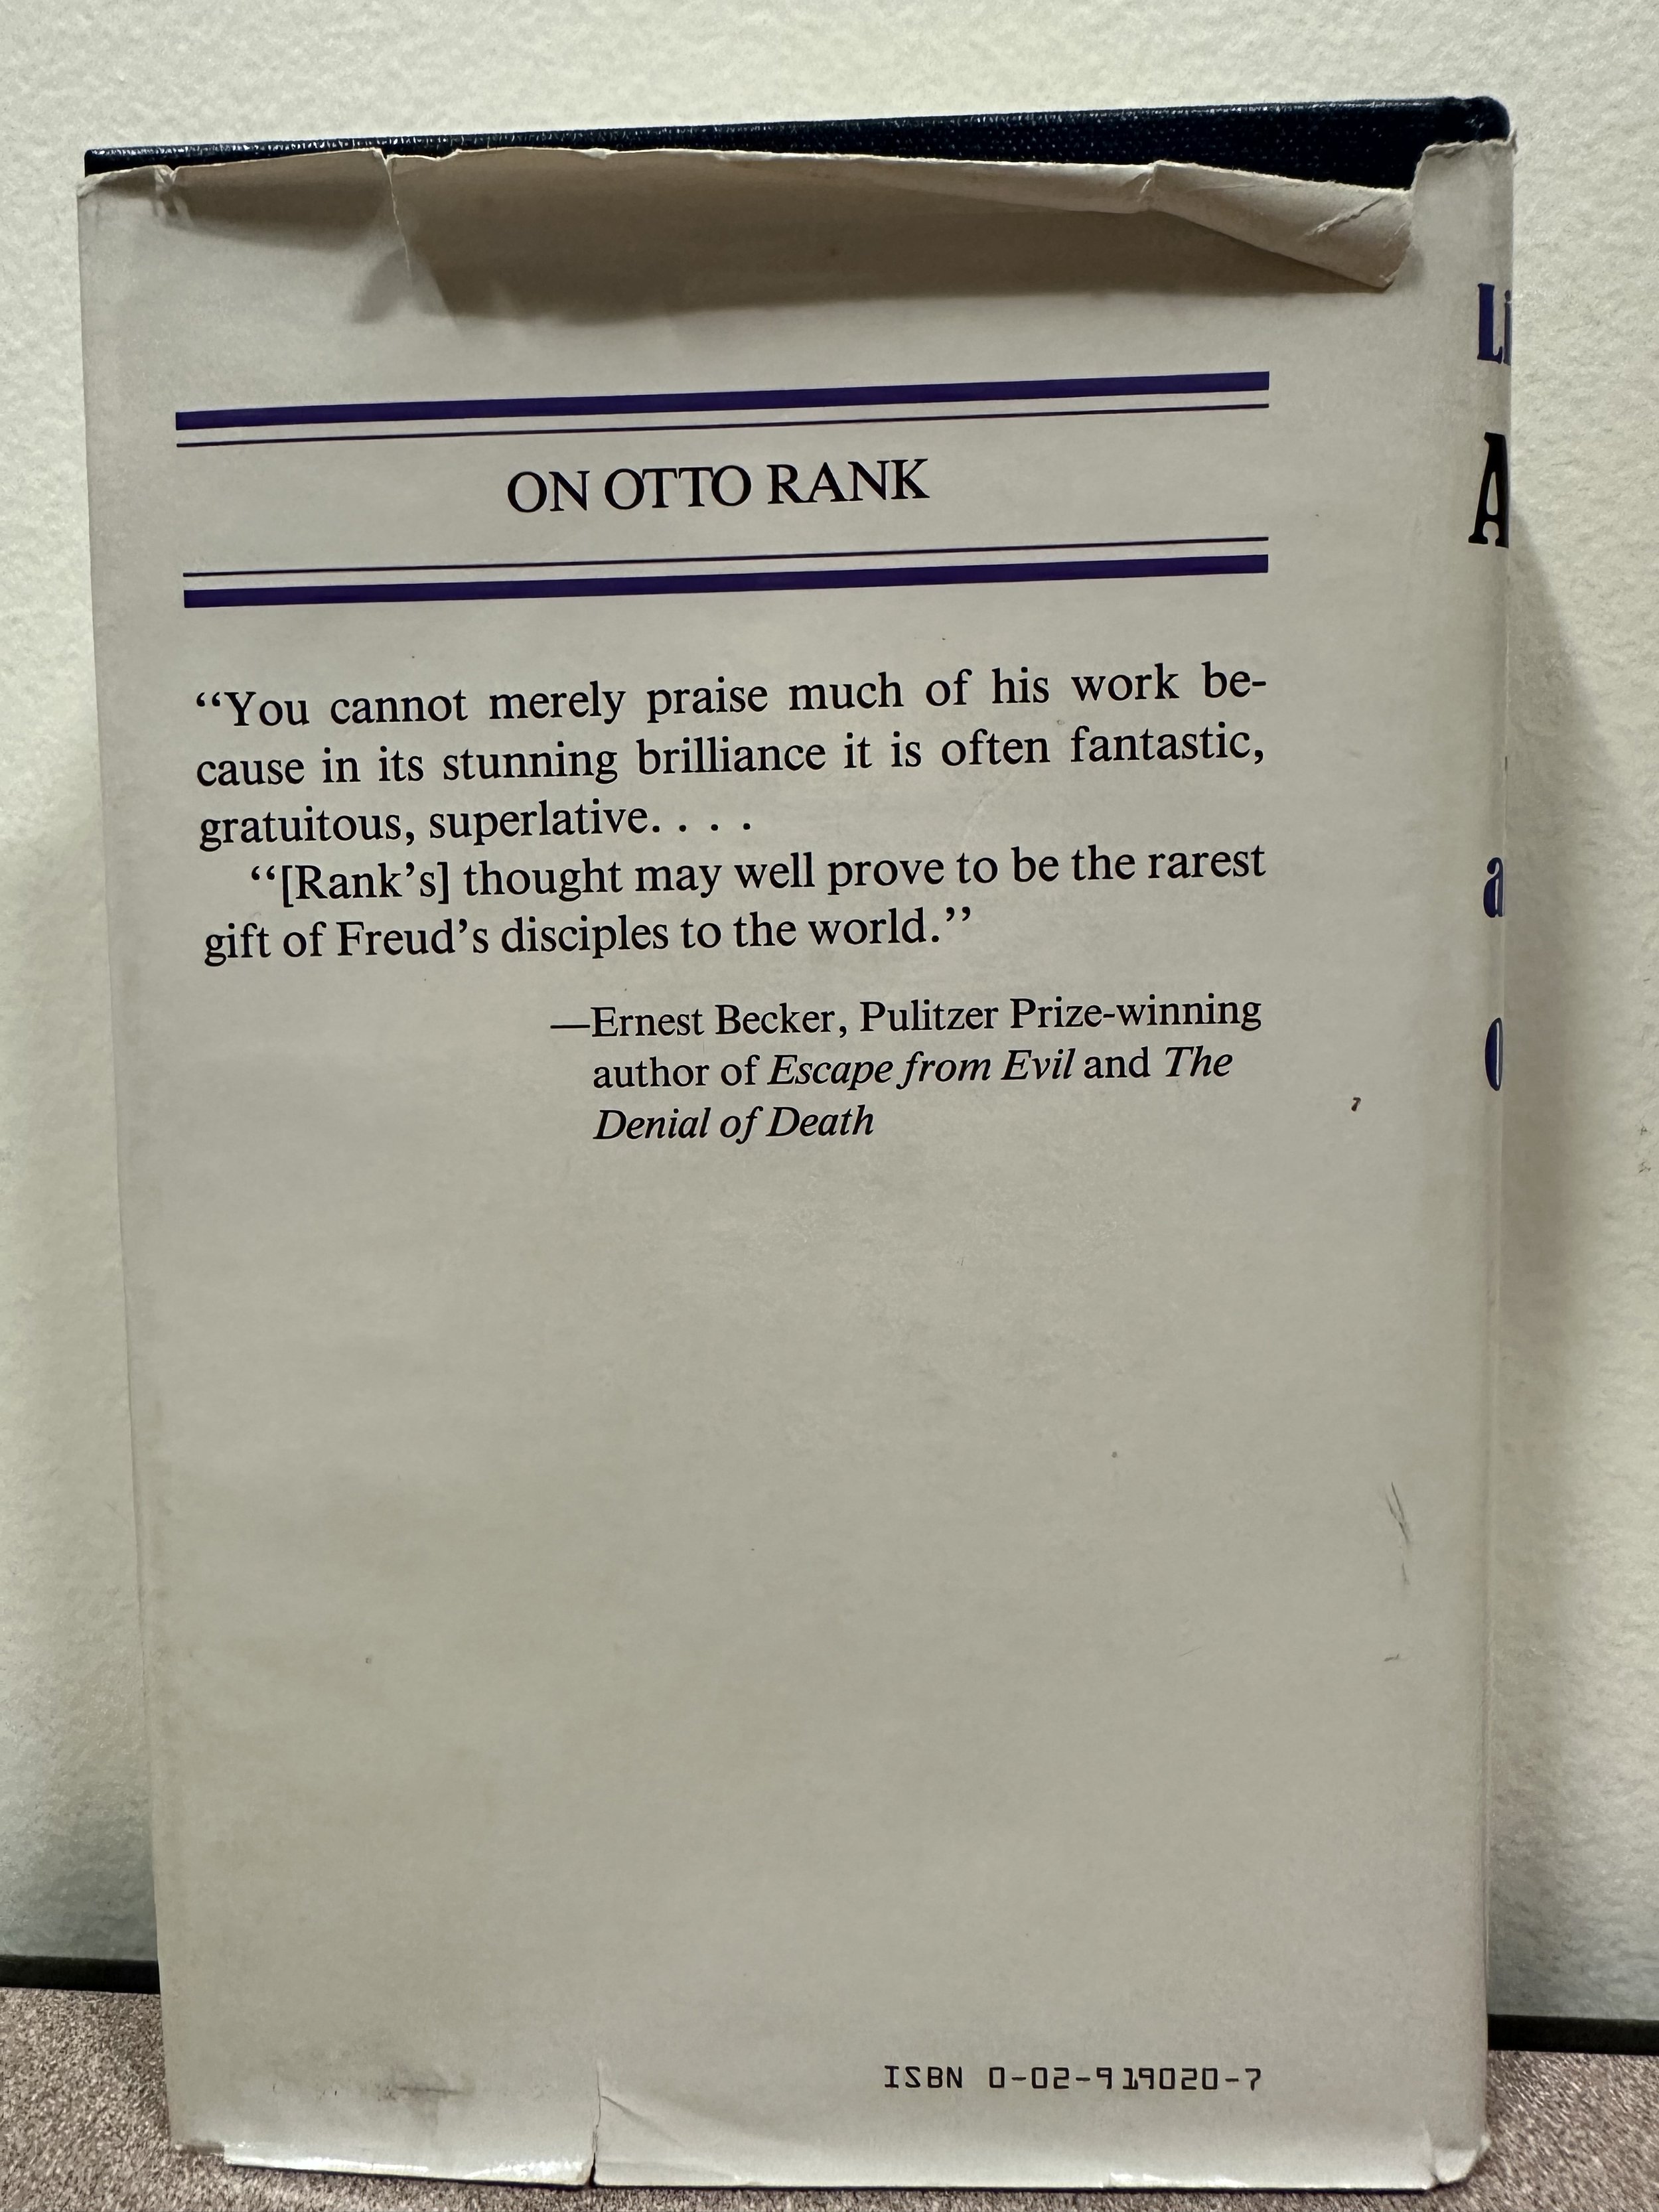 ON OTTO RANK
“You cannot merely praise much of his work be-
cause in its stunning brilliance it is often fantastic,
gratuitous, superlative. . . .
“[Rank’s] thought may well prove to be the rarest
gift of Freud’s disciples to the world.”
—Ernest Becker, Pulitzer Prize-winning
author of Escape from Evil and The
Denial of Death
ISBN 0-02-919020-7